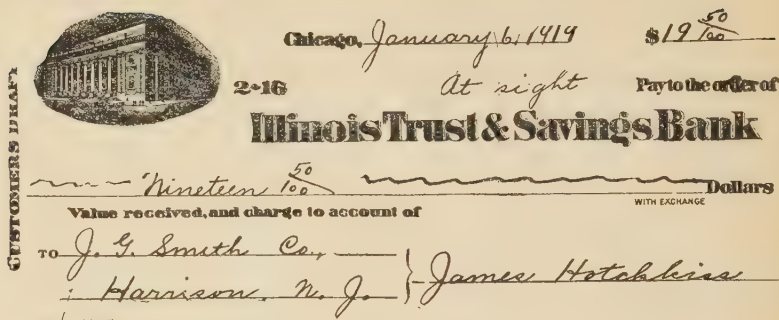 Chicago, January 6, 1919 $19 50/100
2-16 At sight Pay to the order of
Illinois Trust & Savings Bank
Nineteen 50/100 Dollars
WITH EXCHANGE
Value received, and charge to account of
TO J. G. Smith Co.,
Harrison, N. J. } James Hotchkiss
CUSTOMERS DRAFT